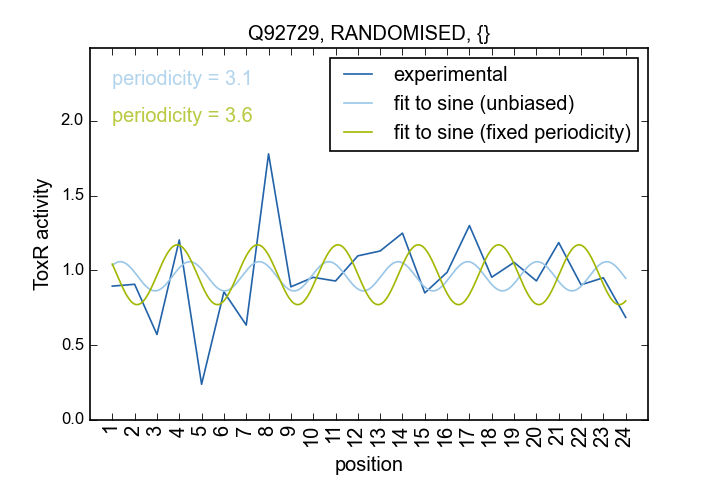 Q92729, RANDOMISED, {}
periodicity = 3.1
periodicity = 3.6
experimental
fit to sine (unbiased)
fit to sine (fixed periodicity)
ToxR activity
2.0
1.5
1.0
0.5
0.0
1 2 3 4 5 6 7 8 9 10 11 12 13 14 15 16 17 18 19 20 21 22 23 24
position